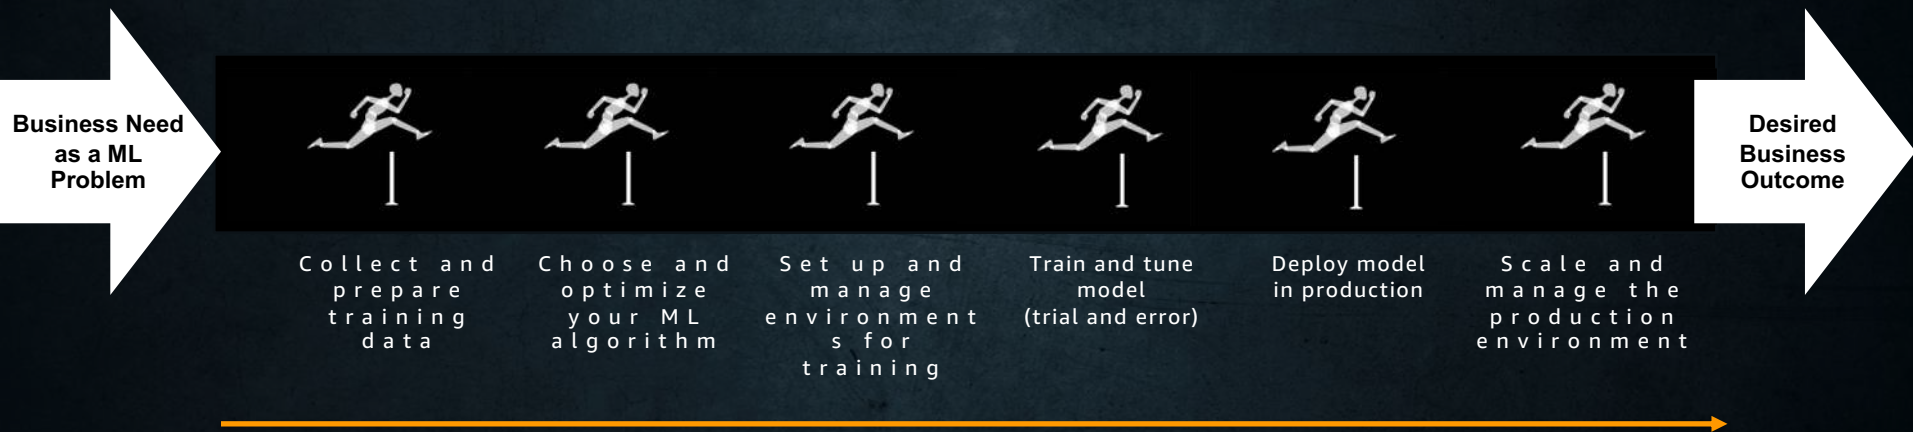 Business Need
as a ML
Problem
Collect and
prepare
training
data
Choose and
optimize
your ML
algorithm
Set up and
manage
environment
s for
training
Train and tune
model
(trial and error)
Deploy model
in production
Scale and
manage the
production
environment
Desired
Business
Outcome